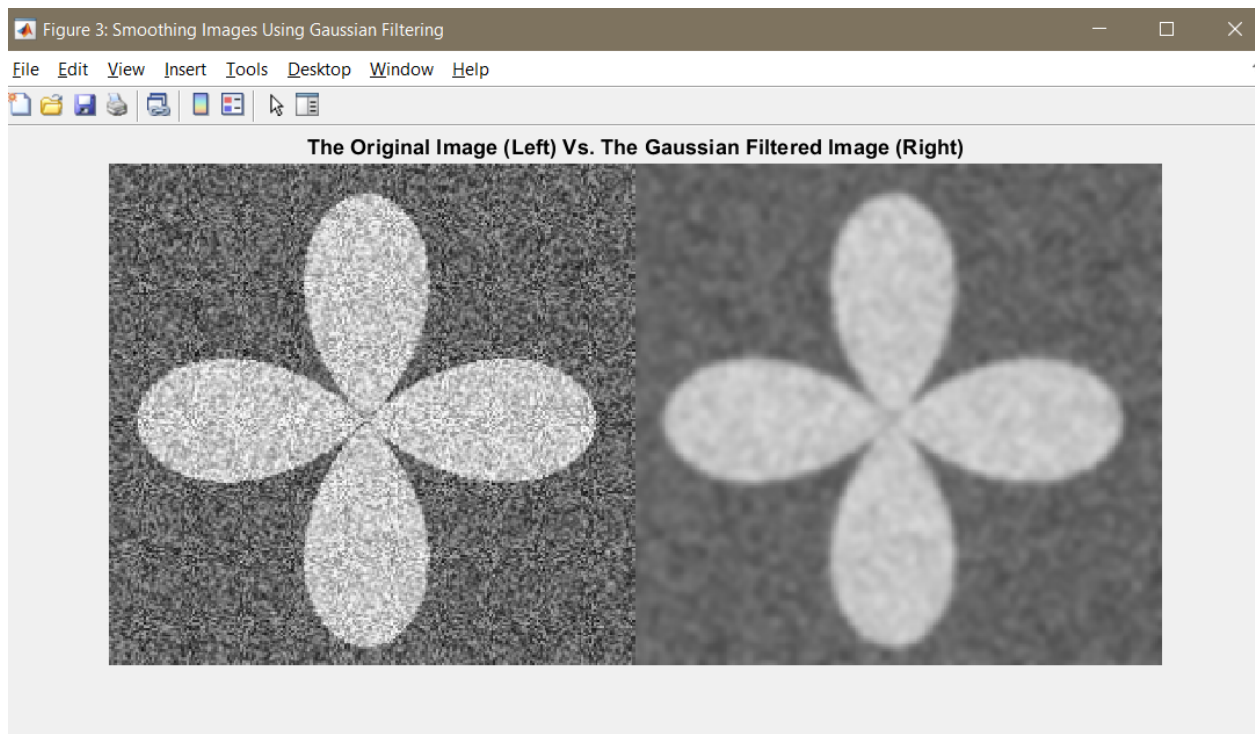 Figure 3: Smoothing Images Using Gaussian Filtering
File Edit View Insert Tools Desktop Window Help
The Original Image (Left) Vs. The Gaussian Filtered Image (Right)